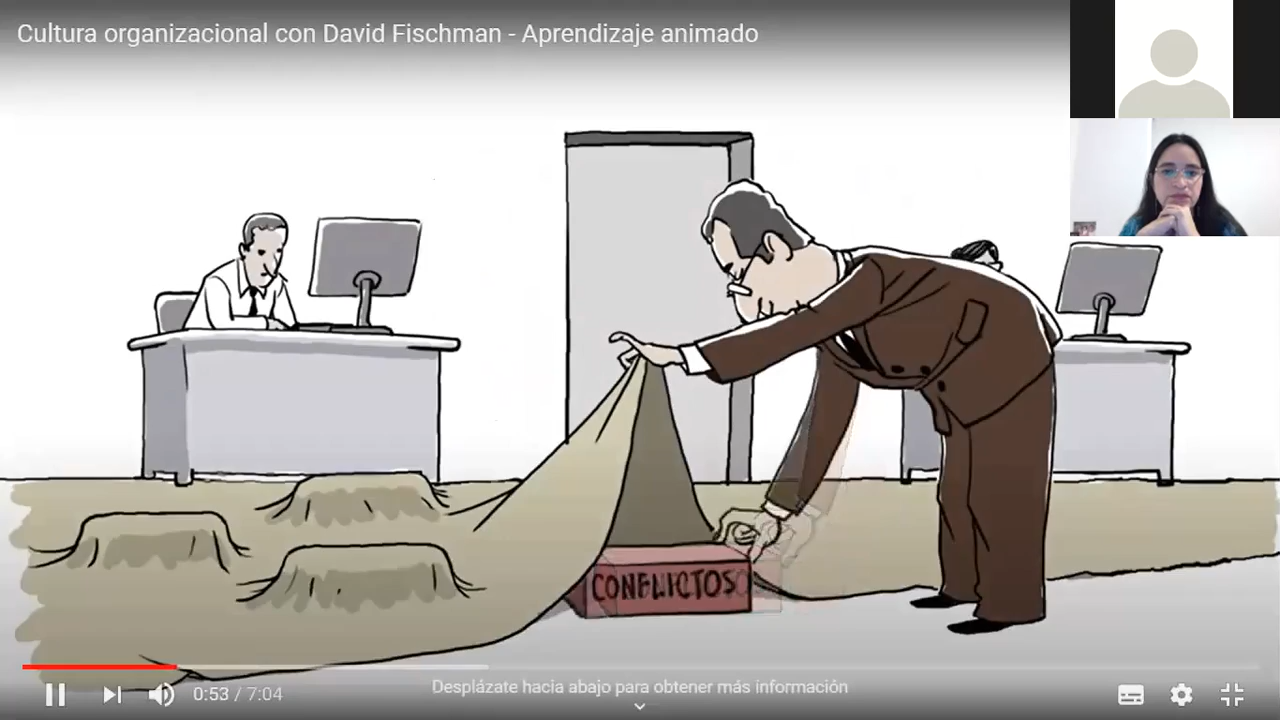 Cultura organizacional con David Fischman - Aprendizaje animado
CONFLICTOS
0:53 / 7:04
Desplázate hacia abajo para obtener más información